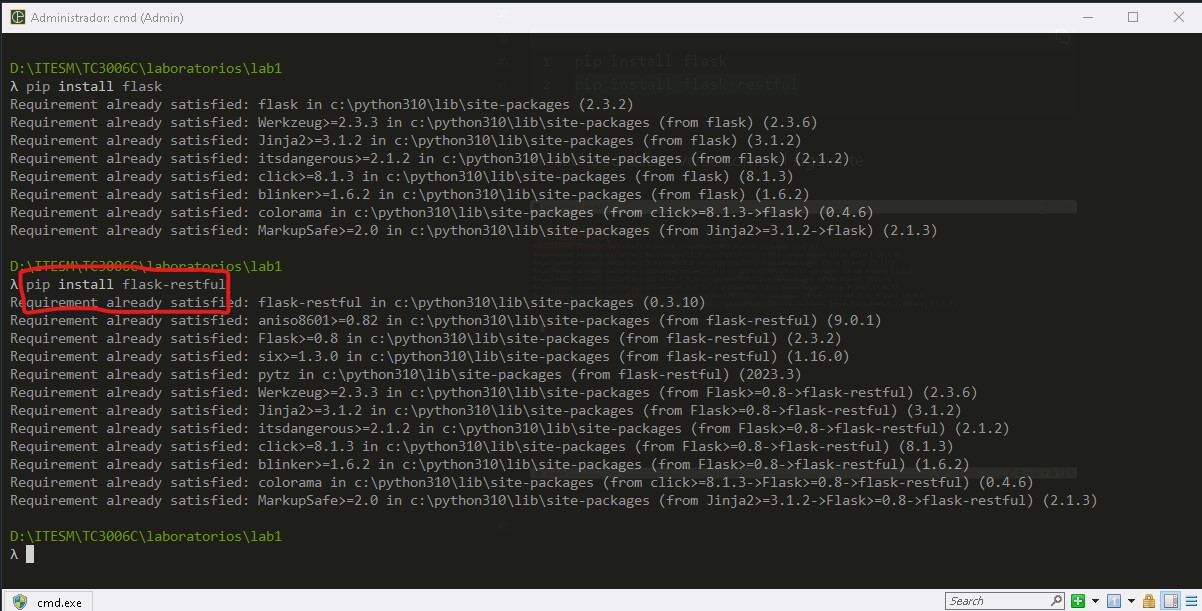 Administrador: cmd (Admin)
D:\ITESM\TC3006C\laboratorios\lab1
λ pip install flask
Requirement already satisfied: flask in c:\python310\lib\site-packages (2.3.2)
Requirement already satisfied: Werkzeug>=2.3.3 in c:\python310\lib\site-packages (from flask) (2.3.6)
Requirement already satisfied: Jinja2>=3.1.2 in c:\python310\lib\site-packages (from flask) (3.1.2)
Requirement already satisfied: itsdangerous>=2.1.2 in c:\python310\lib\site-packages (from flask) (2.1.2)
Requirement already satisfied: click>=8.1.3 in c:\python310\lib\site-packages (from flask) (8.1.3)
Requirement already satisfied: blinker>=1.6.2 in c:\python310\lib\site-packages (from flask) (1.6.2)
Requirement already satisfied: colorama in c:\python310\lib\site-packages (from click>=8.1.3->flask) (0.4.6)
Requirement already satisfied: MarkupSafe>=2.0 in c:\python310\lib\site-packages (from Jinja2>=3.1.2->flask) (2.1.3)
D:\ITESM\TC3006C\laboratorios\lab1
λ pip install flask-restful
Requirement already satisfied: flask-restful in c:\python310\lib\site-packages (0.3.10)
Requirement already satisfied: aniso8601>=0.82 in c:\python310\lib\site-packages (from flask-restful) (9.0.1)
Requirement already satisfied: Flask>=0.8 in c:\python310\lib\site-packages (from flask-restful) (2.3.2)
Requirement already satisfied: six>=1.3.0 in c:\python310\lib\site-packages (from flask-restful) (1.16.0)
Requirement already satisfied: pytz in c:\python310\lib\site-packages (from flask-restful) (2023.3)
Requirement already satisfied: Werkzeug>=2.3.3 in c:\python310\lib\site-packages (from Flask>=0.8->flask-restful) (2.3.6)
Requirement already satisfied: Jinja2>=3.1.2 in c:\python310\lib\site-packages (from Flask>=0.8->flask-restful) (3.1.2)
Requirement already satisfied: itsdangerous>=2.1.2 in c:\python310\lib\site-packages (from Flask>=0.8->flask-restful) (2.1.2)
Requirement already satisfied: click>=8.1.3 in c:\python310\lib\site-packages (from Flask>=0.8->flask-restful) (8.1.3)
Requirement already satisfied: blinker>=1.6.2 in c:\python310\lib\site-packages (from Flask>=0.8->flask-restful) (1.6.2)
Requirement already satisfied: colorama in c:\python310\lib\site-packages (from click>=8.1.3->Flask>=0.8->flask-restful) (0.4.6)
Requirement already satisfied: MarkupSafe>=2.0 in c:\python310\lib\site-packages (from Jinja2>=3.1.2->Flask>=0.8->flask-restful) (2.1.3)
D:\ITESM\TC3006C\laboratorios\lab1
λ
cmd.exe
Search